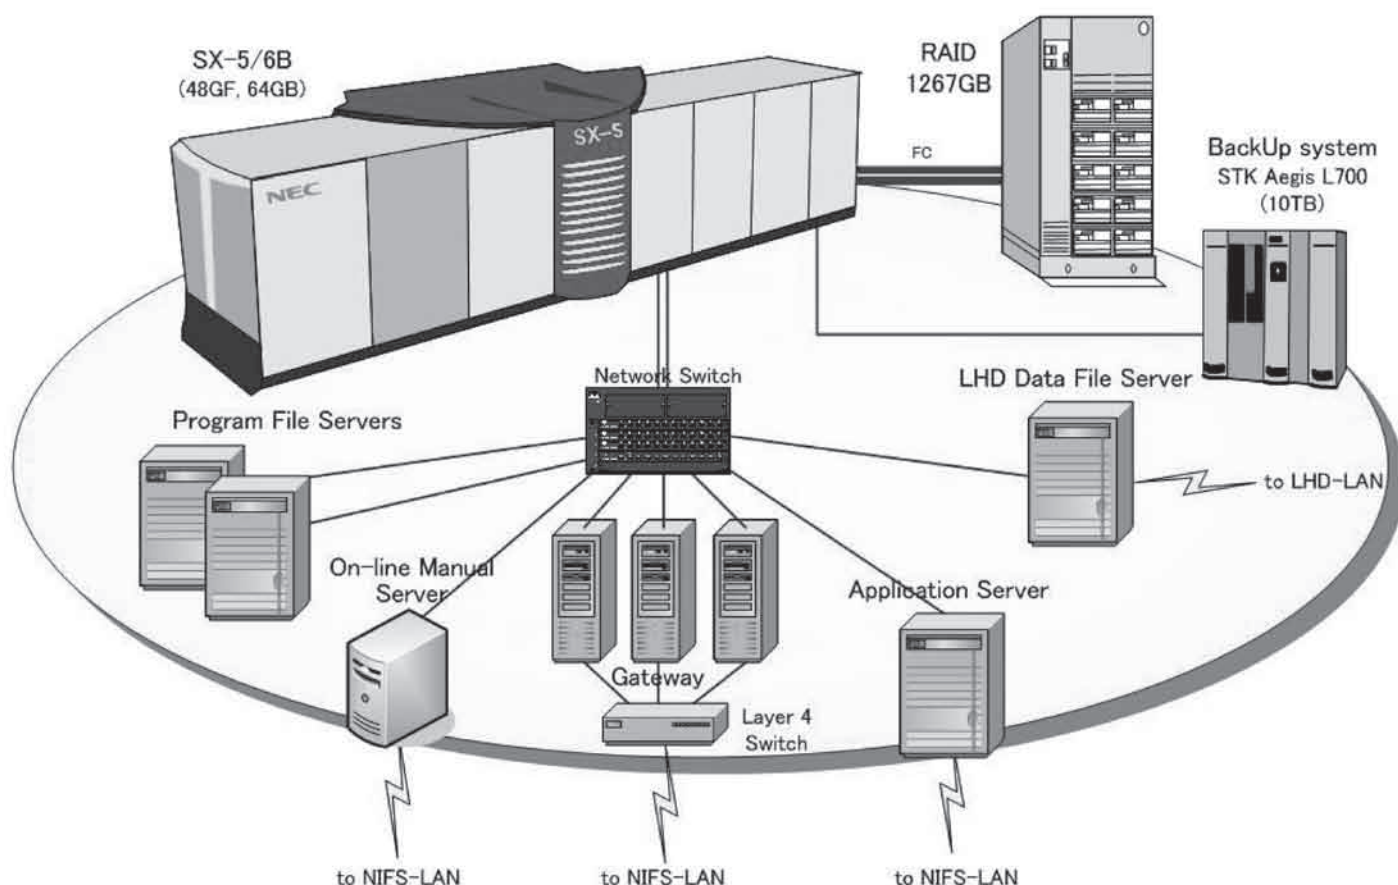 SX-5/6B
(48GF, 64GB)
RAID
1267GB
SX-5
NEC
FC
BackUp system
STK Aegis L700
(10TB)
Network Switch
LHD Data File Server
Program File Servers
to LHD-LAN
On-line Manual
Server
Application Server
Gateway
Layer 4
Switch
to NIFS-LAN
to NIFS-LAN
to NIFS-LAN